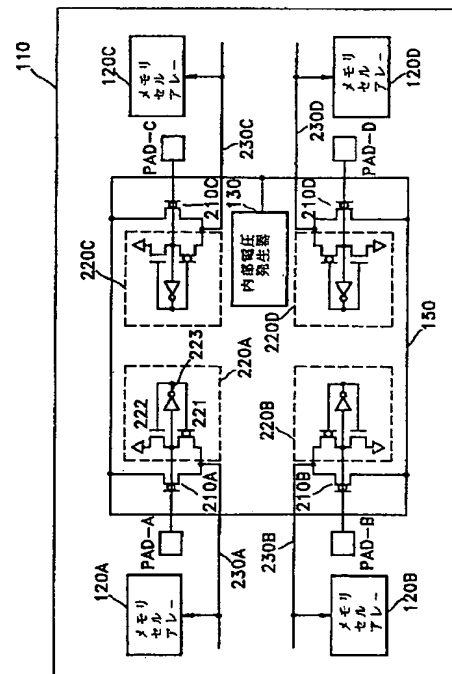 110
120C
メモリ
セル
アレー
PAD-C
230C
210C
130
220C
内部電圧
発生器
120D
メモリ
セル
アレー
PAD-D
230D
210D
220D
150
120A
メモリ
セル
アレー
PAD-A
230A
210A
222
221
223
220A
120B
メモリ
セル
アレー
PAD-B
230B
210B
220B